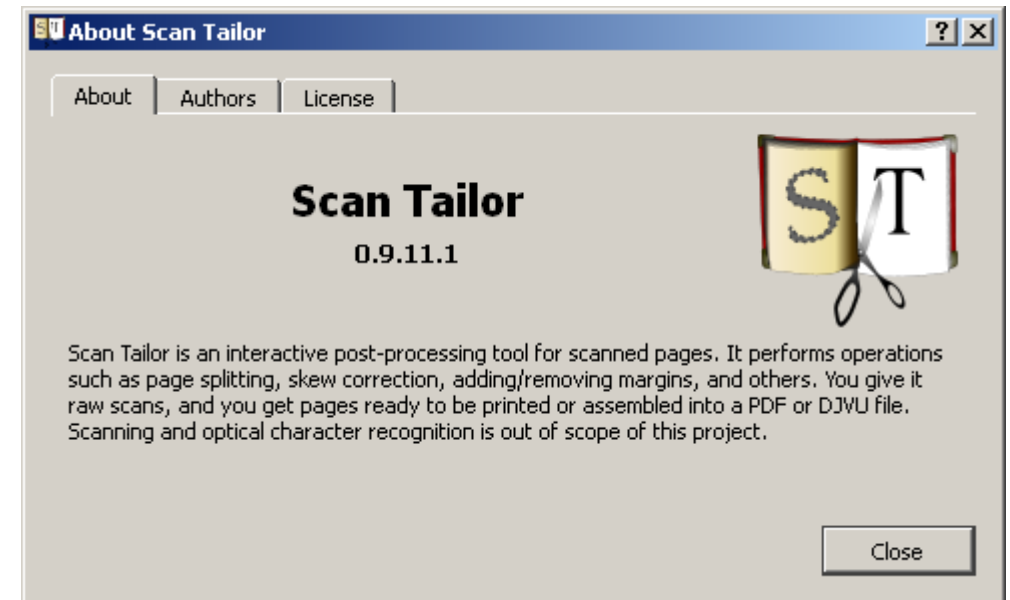 About Scan Tailor
About Authors License
Scan Tailor
0.9.11.1
S T
Scan Tailor is an interactive post-processing tool for scanned pages. It performs operations
such as page splitting, skew correction, adding/removing margins, and others. You give it
raw scans, and you get pages ready to be printed or assembled into a PDF or DJVU file.
Scanning and optical character recognition is out of scope of this project.
Close